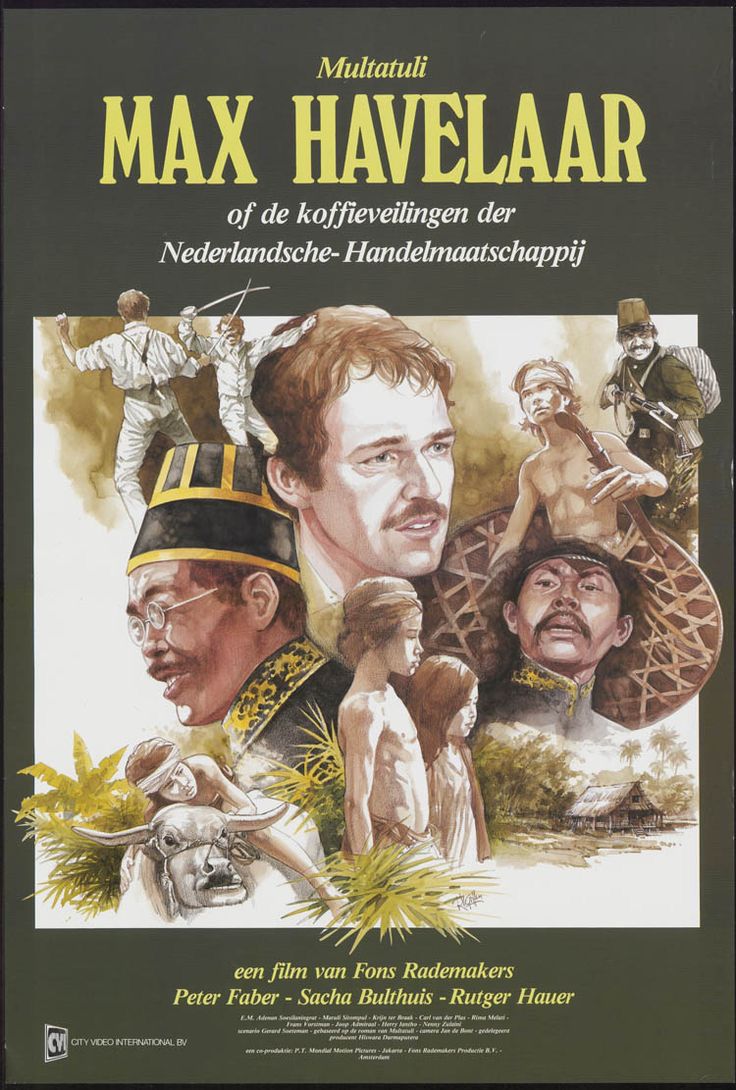 Multatuli
MAX HAVELAAR
of de koffieveilingen der
Nederlandsche-Handelmaatschappij
een film van Fons Rademakers
Peter Faber - Sacha Bulthuis - Rutger Hauer
E.M. Adenan Soesilaningrat - Maruli Sitompul - Krijn ter Braak - Carl van der Plas - Rima Melati -
Frans Vorstman - Joop Admiraal - Herry Lantho - Nenny Zulaini
scenario Gerard Soeteman - gebaseerd op de roman van Multatuli - camera Jan de Bont - gedelegeerd
producent Hiswara Darmaputera
een co-produktie: P.T. Mondial Motion Pictures - Jakarta - Fons Rademakers Productie B.V. -
Amsterdam
CVI CITY VIDEO INTERNATIONAL BV